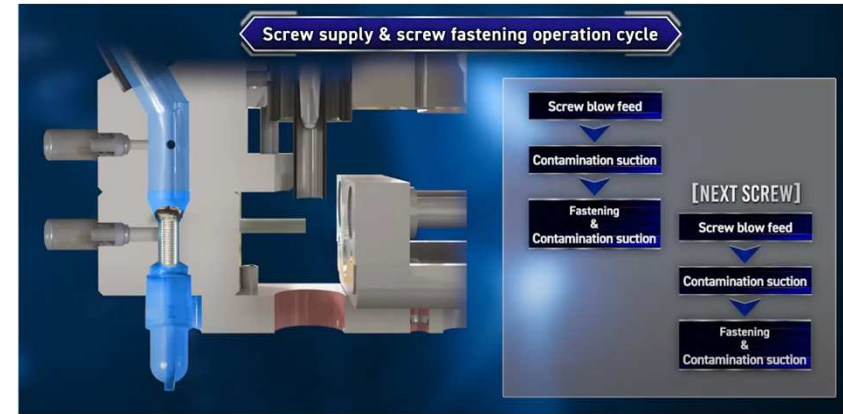 Screw supply & screw fastening operation cycle
Screw blow feed
Contamination suction
Fastening
&
Contamination suction
[NEXT SCREW]
Screw blow feed
Contamination suction
Fastening
&
Contamination suction